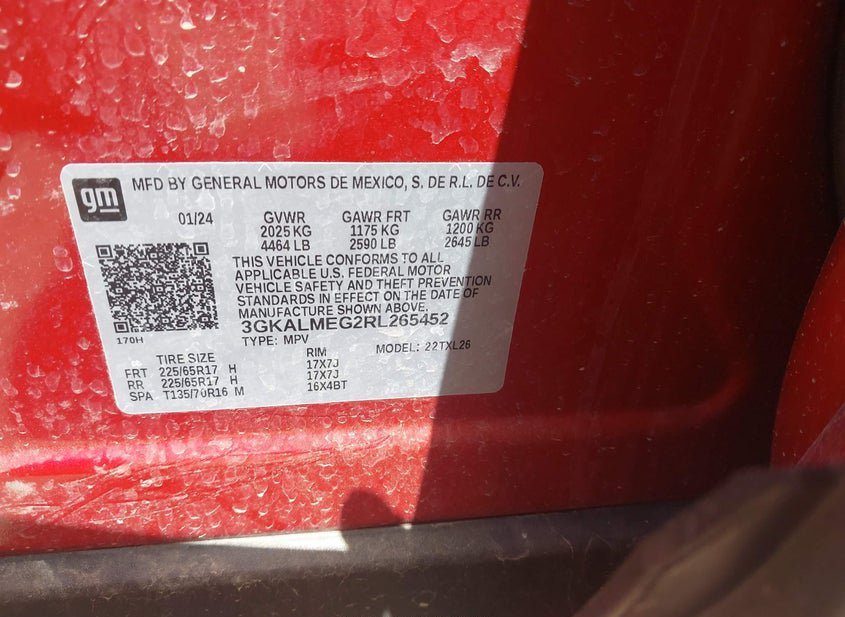 gm MFD BY GENERAL MOTORS DE MEXICO, S. DE R.L. DE C.V.
01/24 GVWR GAWR FRT GAWR RR
2025 KG 1175 KG 1200 KG
4464 LB 2590 LB 2645 LB
THIS VEHICLE CONFORMS TO ALL
APPLICABLE U.S. FEDERAL MOTOR
VEHICLE SAFETY AND THEFT PREVENTION
STANDARDS IN EFFECT ON THE DATE OF
MANUFACTURE SHOWN ABOVE.
3GKALMEG2RL265452
170H TYPE: MPV MODEL: 22TXL26
TIRE SIZE RIM
FRT 225/65R17 H 17X7J
RR 225/65R17 H 17X7J
SPA T135/70R16 M 16X4BT